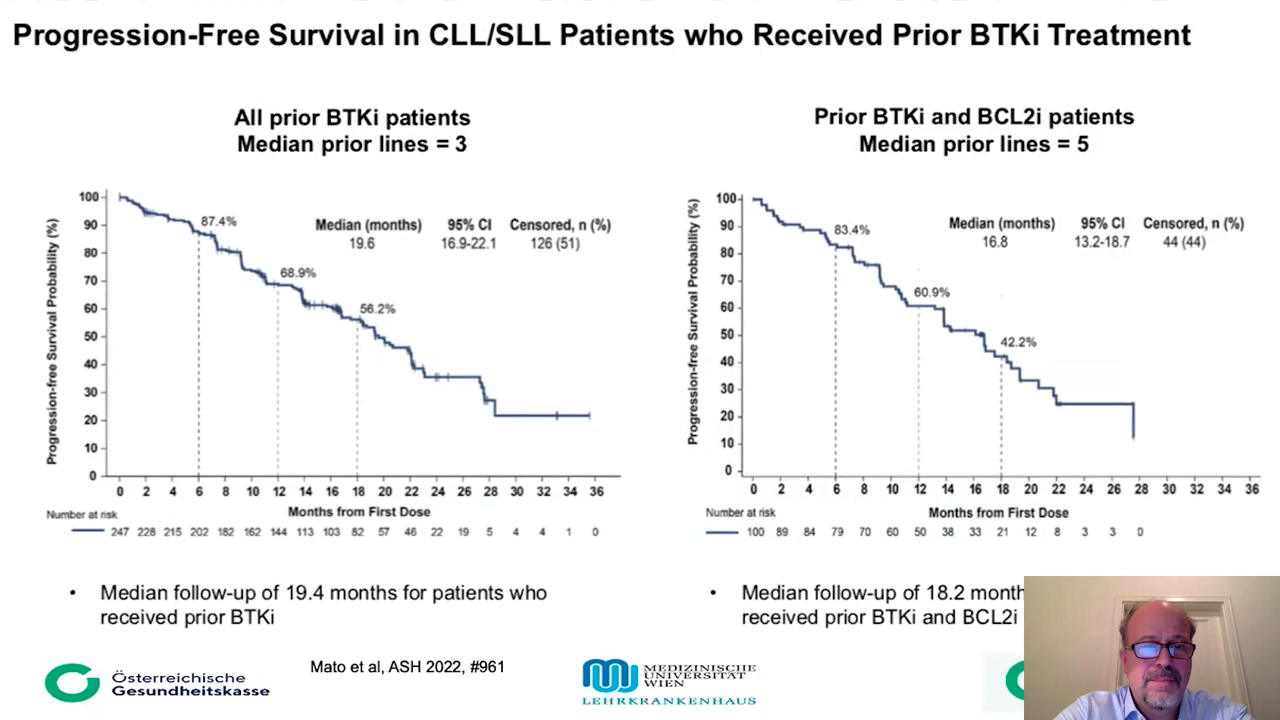 Progression-Free Survival in CLL/SLL Patients who Received Prior BTKi Treatment
All prior BTKi patients
Median prior lines = 3
Progression-free Survival Probability (%)
100
90
80
70
60
50
40
30
20
10
0
87.4%
68.9%
56.2%
Median (months) 95% CI Censored, n (%)
19.6 16.9-22.1 126 (51)
0 2 4 6 8 10 12 14 16 18 20 22 24 26 28 30 32 34 36
Months from First Dose
Number at risk
247 228 215 202 182 162 144 113 103 82 57 46 22 19 5 4 4 1 0
• Median follow-up of 19.4 months for patients who
received prior BTKi
Prior BTKi and BCL2i patients
Median prior lines = 5
Progression-free Survival Probability (%)
100
90
80
70
60
50
40
30
20
10
0
83.4%
60.9%
42.2%
Median (months) 95% CI Censored, n (%)
16.8 13.2-18.7 44 (44)
0 2 4 6 8 10 12 14 16 18 20 22 24 26 28 30 32 34 36
Months from First Dose
Number at risk
100 89 84 79 70 60 50 38 33 21 12 8 3 3 0
• Median follow-up of 18.2 month
received prior BTKi and BCL2i
Österreichische
Gesundheitskasse
Mato et al, ASH 2022, #961
MEDIZINISCHE
UNIVERSITÄT
WIEN
LEHRKRANKENHAUS